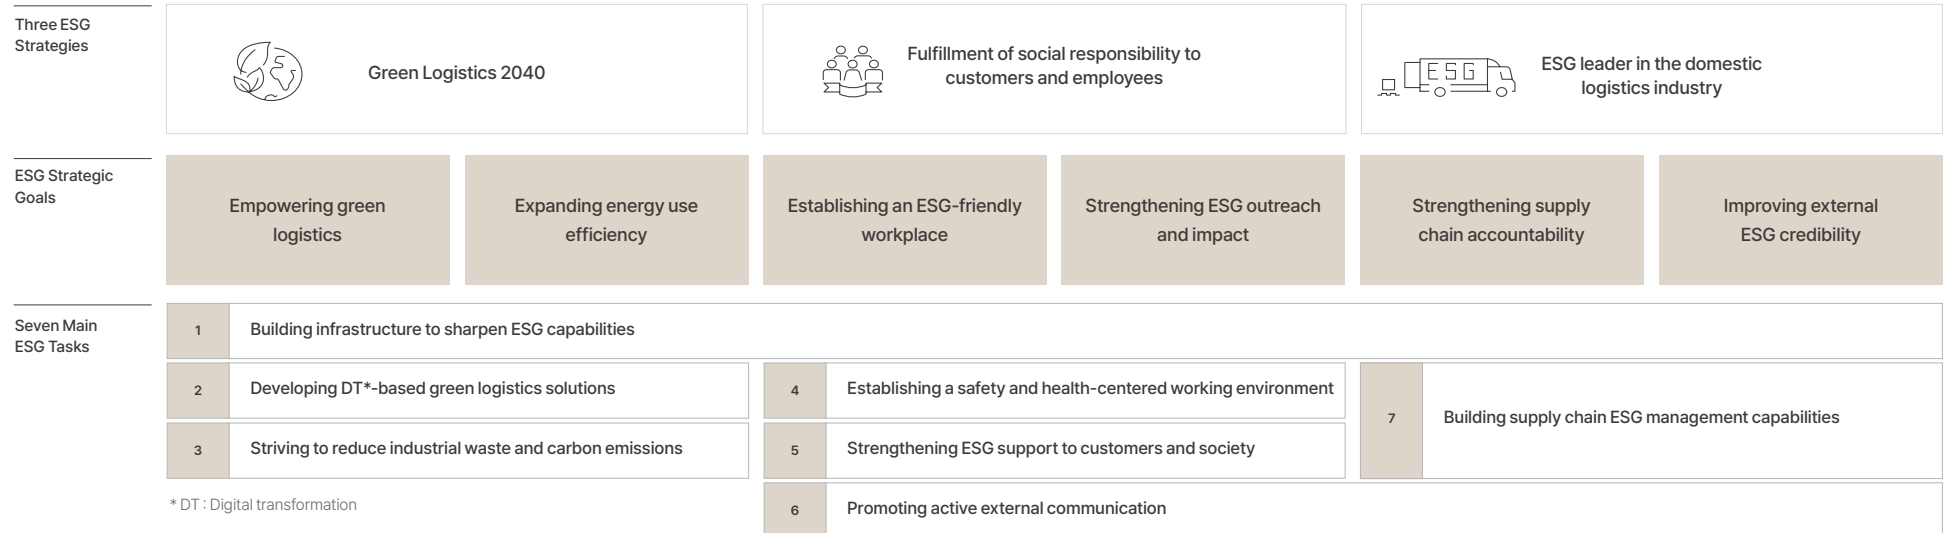 Three ESG
Strategies
Green Logistics 2040
Fulfillment of social responsibility to
customers and employees
ESG
ESG leader in the domestic
logistics industry
ESG Strategic
Goals
Empowering green
logistics
Expanding energy use
efficiency
Establishing an ESG-friendly
workplace
Strengthening ESG outreach
and impact
Strengthening supply
chain accountability
Improving external
ESG credibility
Seven Main
ESG Tasks
1 Building infrastructure to sharpen ESG capabilities
2 Developing DT*-based green logistics solutions
3 Striving to reduce industrial waste and carbon emissions
* DT : Digital transformation
4 Establishing a safety and health-centered working environment
5 Strengthening ESG support to customers and society
6 Promoting active external communication
7 Building supply chain ESG management capabilities